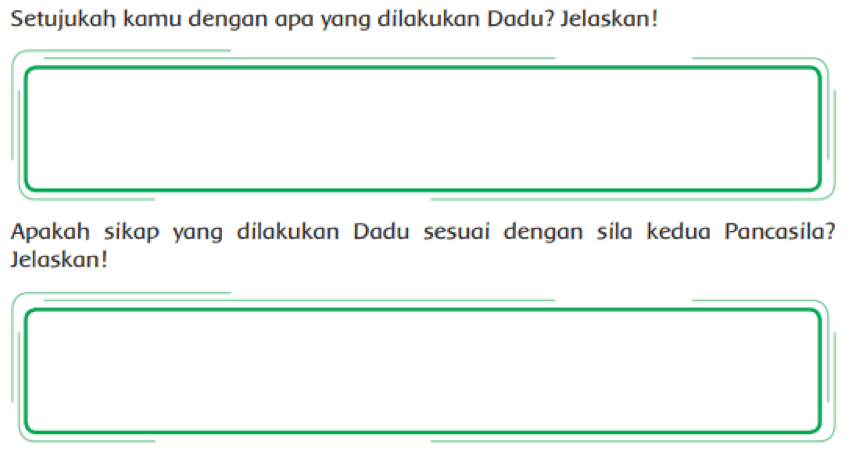 Setujukah kamu dengan apa yang dilakukan Dadu? Jelaskan!
Apakah sikap yang dilakukan Dadu sesuai dengan sila kedua Pancasila?
Jelaskan!